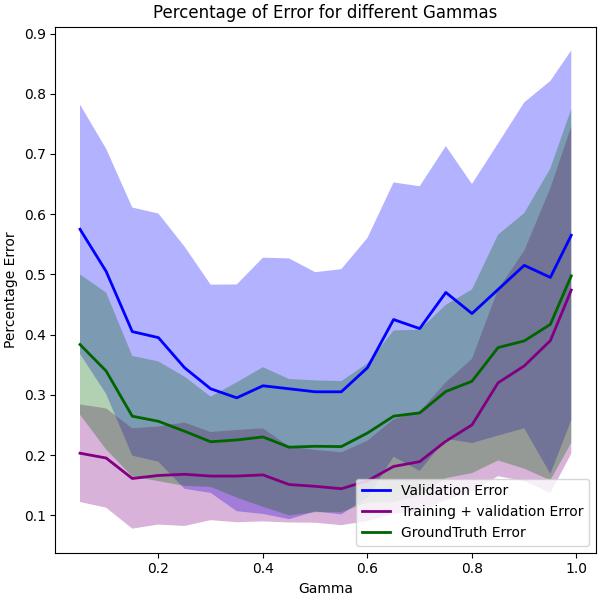 Percentage of Error for different Gammas
0.9
0.8
0.7
0.6
0.5
0.4
0.3
0.2
0.1
Percentage Error
Validation Error
Training + validation Error
GroundTruth Error
0.2 0.4 0.6 0.8 1.0
Gamma